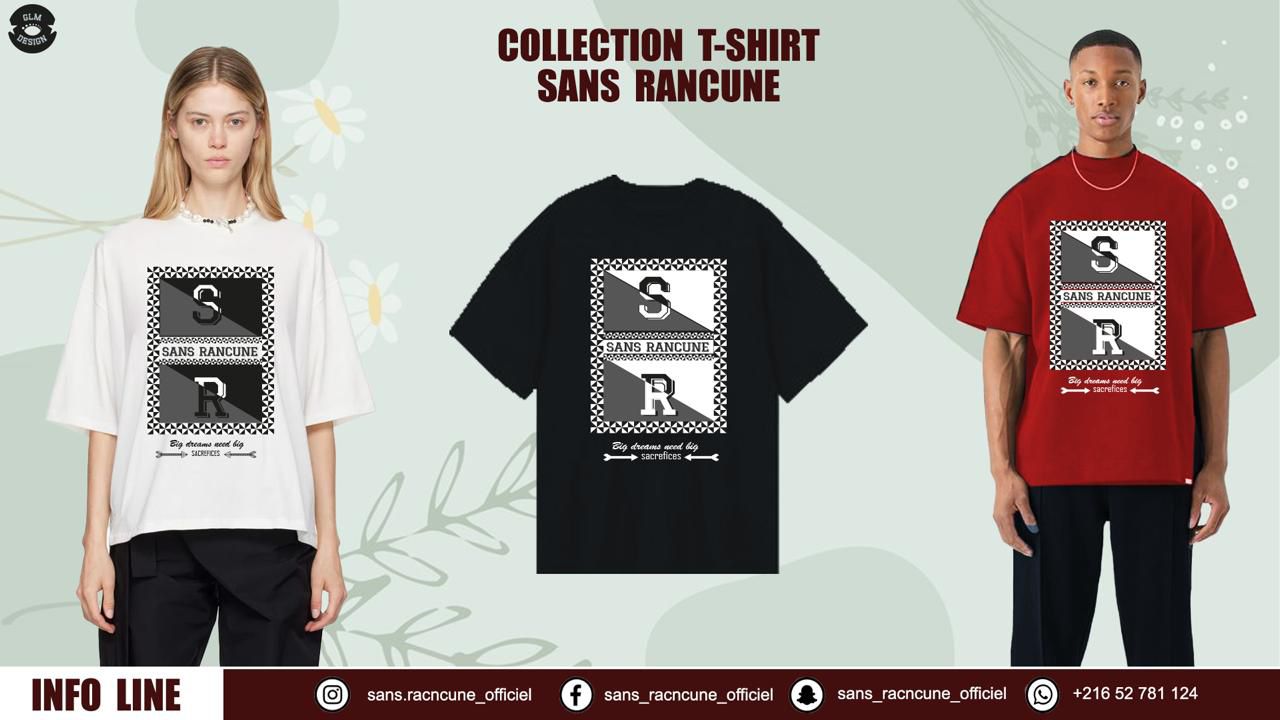 GLM
DESIGN
COLLECTION T-SHIRT
SANS RANCUNE
S
SANS RANCUNE
R
Big dreams need big
SACREFICES
S
SANS RANCUNE
R
Big dreams need big
sacrefices
S
SANS RANCUNE
R
Big dreams need big
sacrefices
INFO LINE
sans.racncune_officiel
sans_racncune_officiel
sans_racncune_officiel
+216 52 781 124